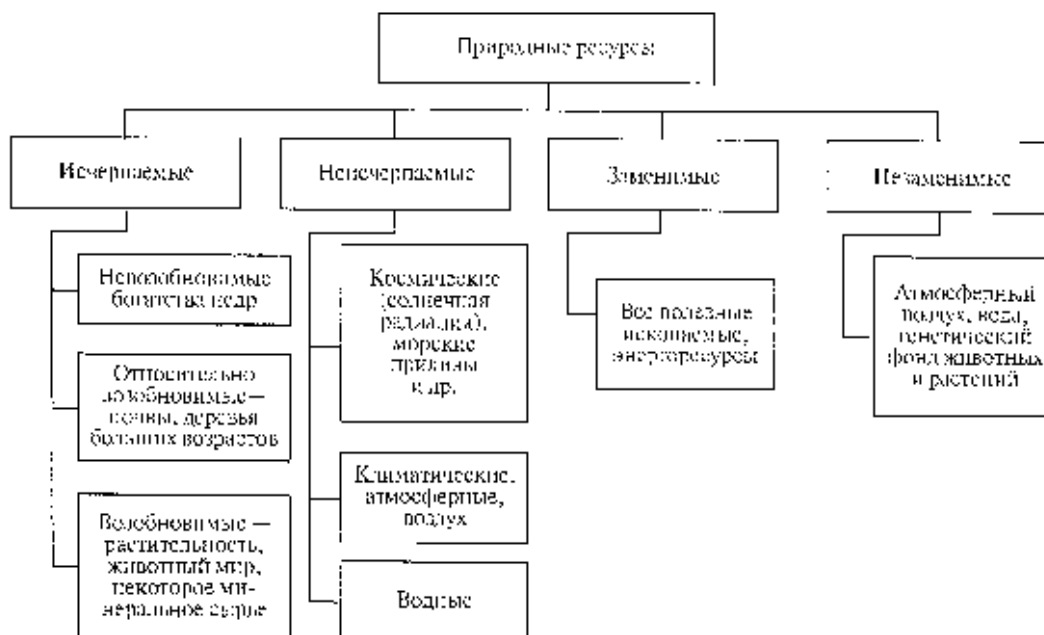 Природные ресурсы
Исчерпаемые
Неисчерпаемые
Заменимые
Незаменимые
Невозобновимые
богатства недр
Относительно
возобновимые —
почвы, деревья
больших возрастов
Возобновимые —
растительность,
животный мир,
некоторое ми-
неральное сырье
Космические
(солнечная
радиация),
морские
приливы
и др.
Климатические,
атмосферные,
воздух
Водные
Все полезные
ископаемые,
энергоресурсы
Атмосферный
воздух, вода,
генетический
фонд животных
и растений